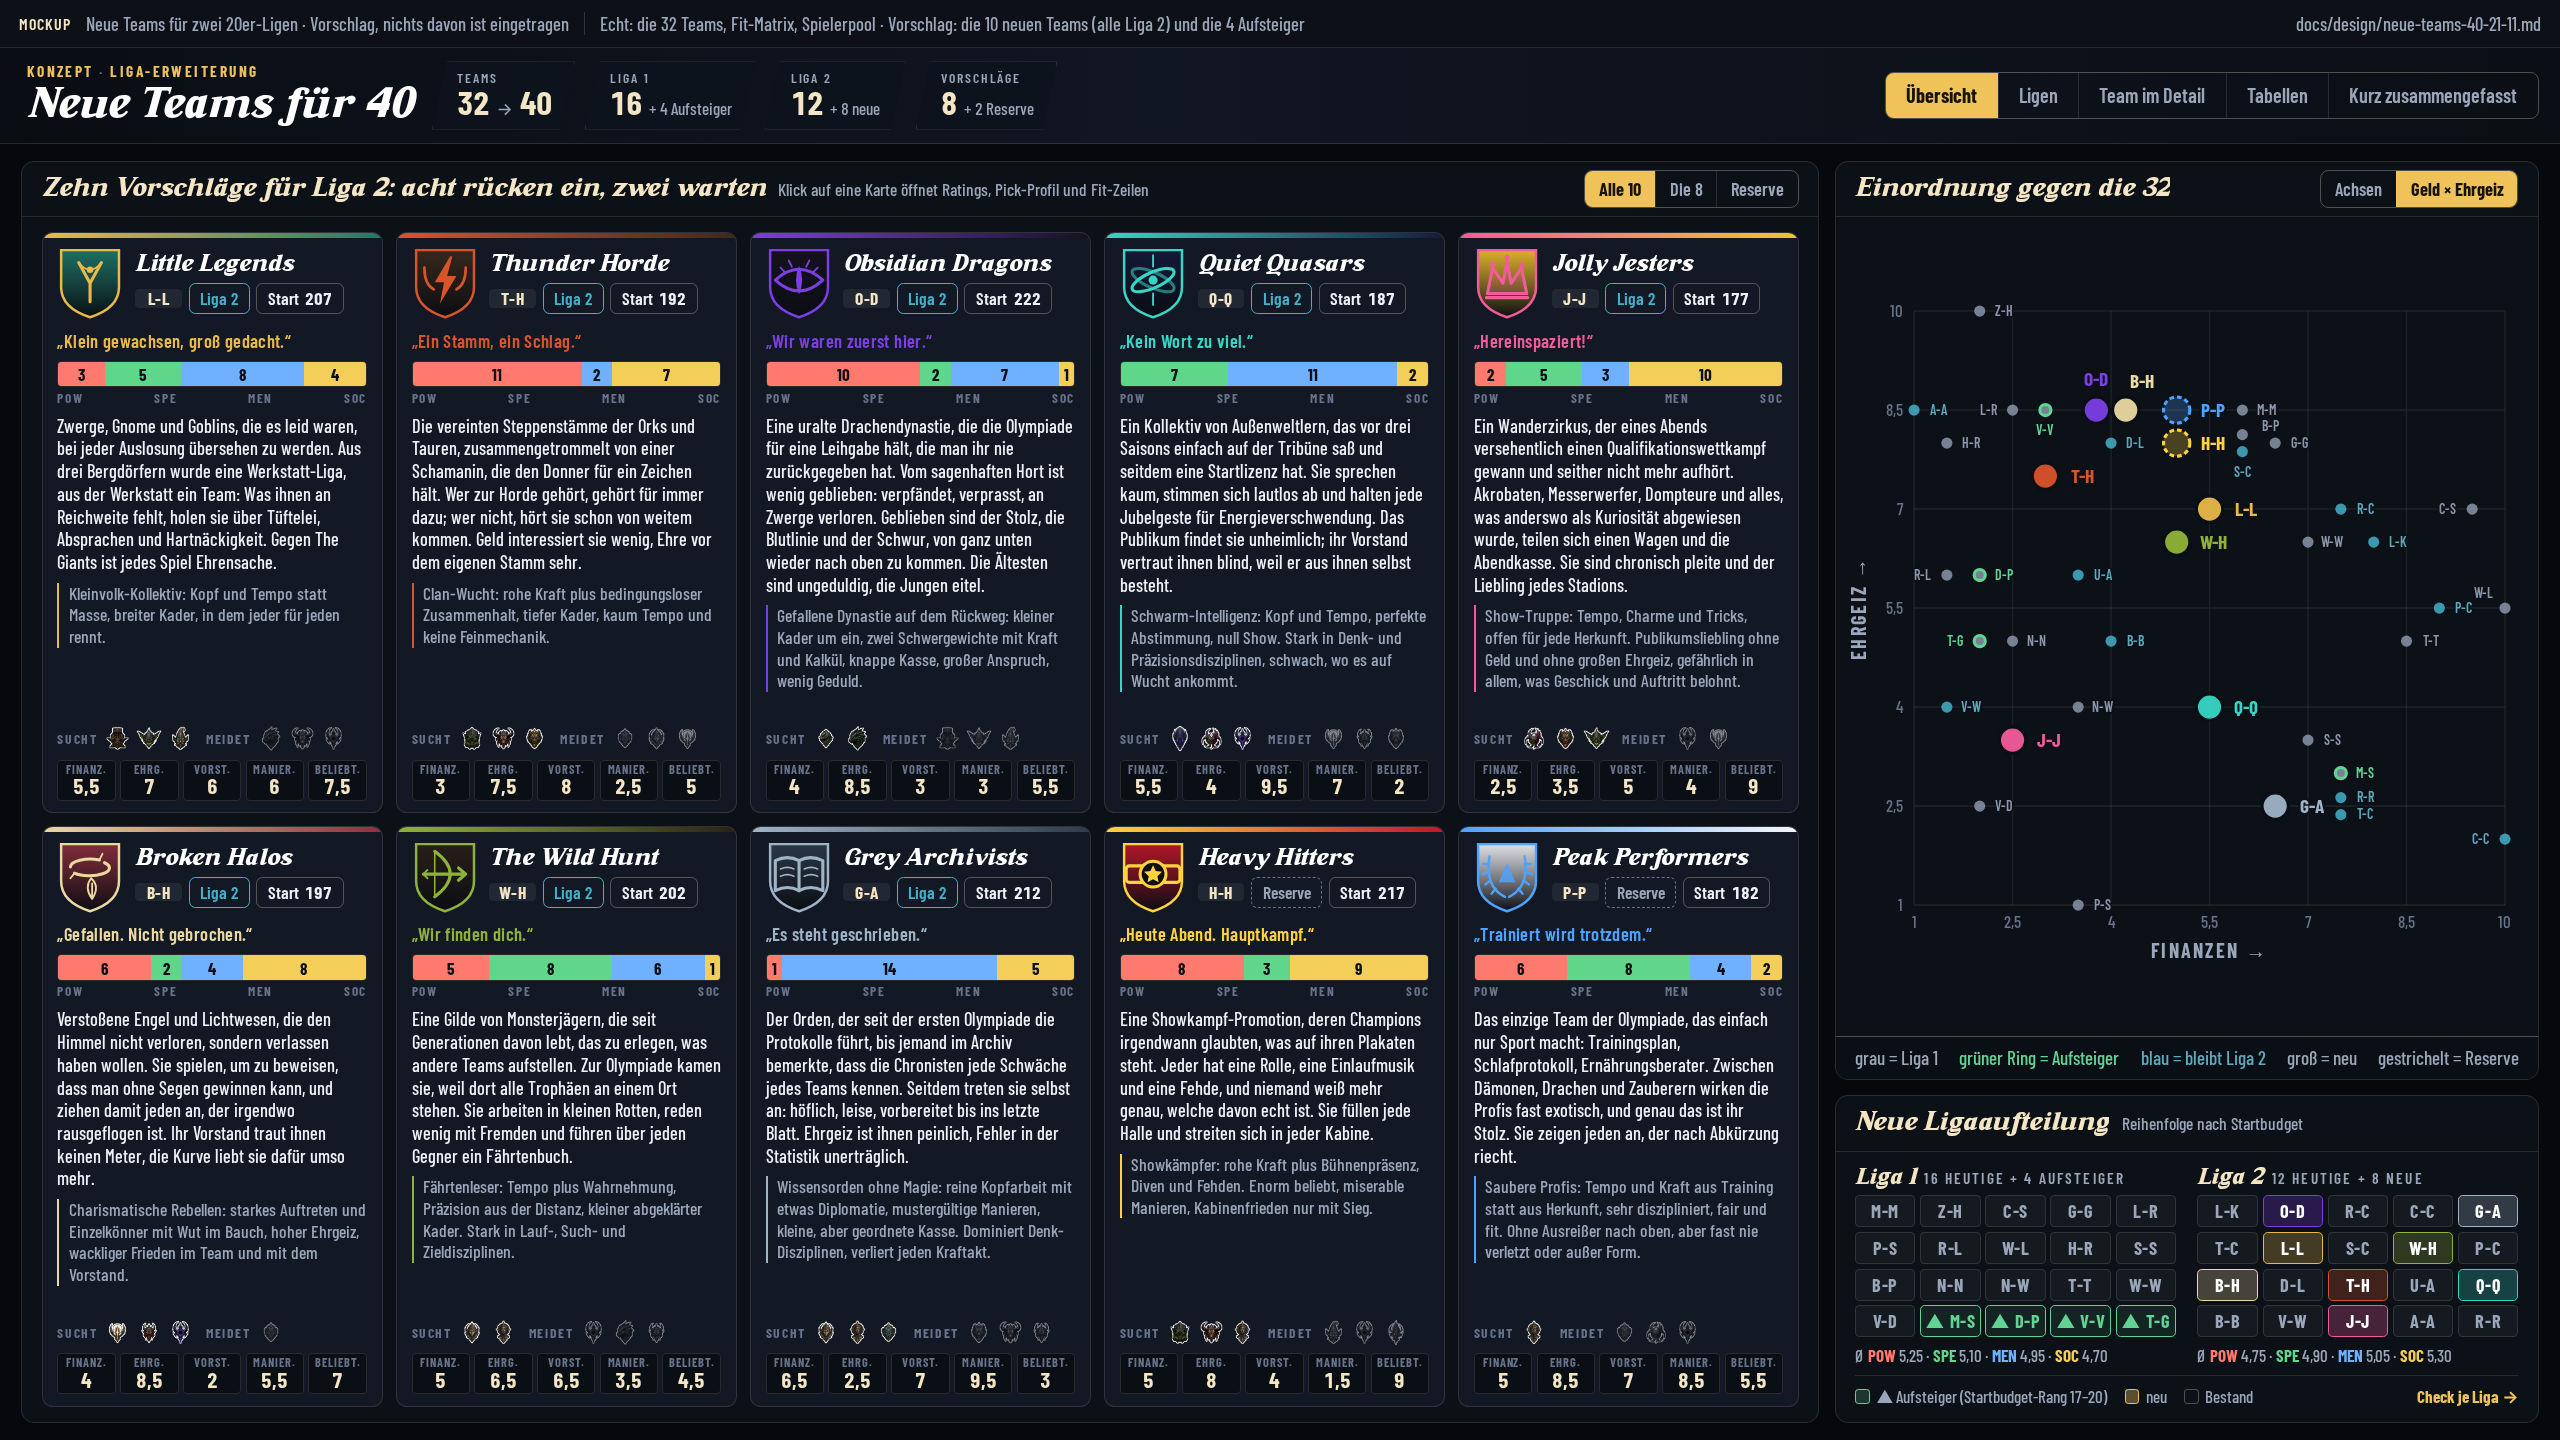 MOCKUP Neue Teams für zwei 20er-Ligen · Vorschlag, nichts davon ist eingetragen Echt: die 32 Teams, Fit-Matrix, Spielerpool · Vorschlag: die 10 neuen Teams (alle Liga 2) und die 4 Aufsteiger docs/design/neue-teams-40-21-11.md
KONZEPT · LIGA-ERWEITERUNG
Neue Teams für 40
TEAMS
32 → 40
LIGA 1
16 + 4 Aufsteiger
LIGA 2
12 + 8 neue
VORSCHLÄGE
8 + 2 Reserve
Übersicht Ligen Team im Detail Tabellen Kurz zusammengefasst
Zehn Vorschläge für Liga 2: acht rücken ein, zwei warten Klick auf eine Karte öffnet Ratings, Pick-Profil und Fit-Zeilen
Alle 10 Die 8 Reserve
Little Legends
L-L Liga 2 Start 207
„Klein gewachsen, groß gedacht.“
3 5 8 4
POW SPE MEN SOC
Zwerge, Gnome und Goblins, die es leid waren,
bei jeder Auslosung übersehen zu werden. Aus
drei Bergdörfern wurde eine Werkstatt-Liga,
aus der Werkstatt ein Team: Was ihnen an
Reichweite fehlt, holen sie über Tüftelei,
Absprachen und Hartnäckigkeit. Gegen The
Giants ist jedes Spiel Ehrensache.
Kleinvolk-Kollektiv: Kopf und Tempo statt
Masse, breiter Kader, in dem jeder für jeden
rennt.
SUCHT MEIDET
FINANZ. EHRG. VORST. MANIER. BELIEBT.
5,5 7 6 6 7,5
Thunder Horde
T-H Liga 2 Start 192
„Ein Stamm, ein Schlag.“
11 2 7
POW SPE MEN SOC
Die vereinten Steppenstämme der Orks und
Tauren, zusammengetrommelt von einer
Schamanin, die den Donner für ein Zeichen
hält. Wer zur Horde gehört, gehört für immer
dazu; wer nicht, hört sie schon von weitem
kommen. Geld interessiert sie wenig, Ehre vor
dem eigenen Stamm sehr.
Clan-Wucht: rohe Kraft plus bedingungsloser
Zusammenhalt, tiefer Kader, kaum Tempo und
keine Feinmechanik.
SUCHT MEIDET
FINANZ. EHRG. VORST. MANIER. BELIEBT.
3 7,5 8 2,5 5
Obsidian Dragons
O-D Liga 2 Start 222
„Wir waren zuerst hier.“
10 2 7 1
POW SPE MEN SOC
Eine uralte Drachendynastie, die die Olympiade
für eine Leihgabe hält, die man ihr nie
zurückgegeben hat. Vom sagenhaften Hort ist
wenig geblieben: verpfändet, verprasst, an
Zwerge verloren. Geblieben sind der Stolz, die
Blutlinie und der Schwur, von ganz unten
wieder nach oben zu kommen. Die Ältesten
sind ungeduldig, die Jungen eitel.
Gefallene Dynastie auf dem Rückweg: kleiner
Kader um ein, zwei Schwergewichte mit Kraft
und Kalkül, knappe Kasse, großer Anspruch,
wenig Geduld.
SUCHT MEIDET
FINANZ. EHRG. VORST. MANIER. BELIEBT.
4 8,5 3 3 5,5
Quiet Quasars
Q-Q Liga 2 Start 187
„Kein Wort zu viel.“
7 11 2
POW SPE MEN SOC
Ein Kollektiv von Außenweltlern, das vor drei
Saisons einfach auf der Tribüne saß und
seitdem eine Startlizenz hat. Sie sprechen
kaum, stimmen sich lautlos ab und halten jede
Jubelgeste für Energieverschwendung. Das
Publikum findet sie unheimlich; ihr Vorstand
vertraut ihnen blind, weil er aus ihnen selbst
besteht.
Schwarm-Intelligenz: Kopf und Tempo, perfekte
Abstimmung, null Show. Stark in Denk- und
Präzisionsdisziplinen, schwach, wo es auf
Wucht ankommt.
SUCHT MEIDET
FINANZ. EHRG. VORST. MANIER. BELIEBT.
5,5 4 9,5 7 2
Jolly Jesters
J-J Liga 2 Start 177
„Hereinspaziert!“
2 5 3 10
POW SPE MEN SOC
Ein Wanderzirkus, der eines Abends
versehentlich einen Qualifikationswettkampf
gewann und seither nicht mehr aufhört.
Akrobaten, Messerwerfer, Dompteure und alles,
was anderswo als Kuriosität abgewiesen
wurde, teilen sich einen Wagen und die
Abendkasse. Sie sind chronisch pleite und der
Liebling jedes Stadions.
Show-Truppe: Tempo, Charme und Tricks,
offen für jede Herkunft. Publikumsliebling ohne
Geld und ohne großen Ehrgeiz, gefährlich in
allem, was Geschick und Auftritt belohnt.
SUCHT MEIDET
FINANZ. EHRG. VORST. MANIER. BELIEBT.
2,5 3,5 5 4 9
Broken Halos
B-H Liga 2 Start 197
„Gefallen. Nicht gebrochen.“
6 2 4 8
POW SPE MEN SOC
Verstoßene Engel und Lichtwesen, die den
Himmel nicht verloren, sondern verlassen
haben wollen. Sie spielen, um zu beweisen,
dass man ohne Segen gewinnen kann, und
ziehen damit jeden an, der irgendwo
rausgeflogen ist. Ihr Vorstand traut ihnen
keinen Meter, die Kurve liebt sie dafür umso
mehr.
Charismatische Rebellen: starkes Auftreten und
Einzelkönner mit Wut im Bauch, hoher Ehrgeiz,
wackliger Frieden im Team und mit dem
Vorstand.
SUCHT MEIDET
FINANZ. EHRG. VORST. MANIER. BELIEBT.
4 8,5 2 5,5 7
The Wild Hunt
W-H Liga 2 Start 202
„Wir finden dich.“
5 8 6 1
POW SPE MEN SOC
Eine Gilde von Monsterjägern, die seit
Generationen davon lebt, das zu erlegen, was
andere Teams aufstellen. Zur Olympiade kamen
sie, weil dort alle Trophäen an einem Ort
stehen. Sie arbeiten in kleinen Rotten, reden
wenig mit Fremden und führen über jeden
Gegner ein Fährtenbuch.
Fährtenleser: Tempo plus Wahrnehmung,
Präzision aus der Distanz, kleiner abgeklärter
Kader. Stark in Lauf-, Such- und
Zieldisziplinen.
SUCHT MEIDET
FINANZ. EHRG. VORST. MANIER. BELIEBT.
5 6,5 6,5 3,5 4,5
Grey Archivists
G-A Liga 2 Start 212
„Es steht geschrieben.“
1 14 5
POW SPE MEN SOC
Der Orden, der seit der ersten Olympiade die
Protokolle führt, bis jemand im Archiv
bemerkte, dass die Chronisten jede Schwäche
jedes Teams kennen. Seitdem treten sie selbst
an: höflich, leise, vorbereitet bis ins letzte
Blatt. Ehrgeiz ist ihnen peinlich, Fehler in der
Statistik unerträglich.
Wissensorden ohne Magie: reine Kopfarbeit mit
etwas Diplomatie, mustergültige Manieren,
kleine, aber geordnete Kasse. Dominiert Denk-
Disziplinen, verliert jeden Kraftakt.
SUCHT MEIDET
FINANZ. EHRG. VORST. MANIER. BELIEBT.
6,5 2,5 7 9,5 3
Heavy Hitters
H-H Reserve Start 217
„Heute Abend. Hauptkampf.“
8 3 9
POW SPE MEN SOC
Eine Showkampf-Promotion, deren Champions
irgendwann glaubten, was auf ihren Plakaten
steht. Jeder hat eine Rolle, eine Einlaufmusik
und eine Fehde, und niemand weiß mehr
genau, welche davon echt ist. Sie füllen jede
Halle und streiten sich in jeder Kabine.
Showkämpfer: rohe Kraft plus Bühnenpräsenz,
Diven und Fehden. Enorm beliebt, miserable
Manieren, Kabinenfrieden nur mit Sieg.
SUCHT MEIDET
FINANZ. EHRG. VORST. MANIER. BELIEBT.
5 8 4 1,5 9
Peak Performers
P-P Reserve Start 182
„Trainiert wird trotzdem.“
6 8 4 2
POW SPE MEN SOC
Das einzige Team der Olympiade, das einfach
nur Sport macht: Trainingsplan,
Schlafprotokoll, Ernährungsberater. Zwischen
Dämonen, Drachen und Zauberern wirken die
Profis fast exotisch, und genau das ist ihr
Stolz. Sie zeigen jeden an, der nach Abkürzung
riecht.
Saubere Profis: Tempo und Kraft aus Training
statt aus Herkunft, sehr diszipliniert, fair und
fit. Ohne Ausreißer nach oben, aber fast nie
verletzt oder außer Form.
SUCHT MEIDET
FINANZ. EHRG. VORST. MANIER. BELIEBT.
5 8,5 7 8,5 5,5
Einordnung gegen die 32
Achsen Geld × Ehrgeiz
10 Z-H
O-D B-H
8,5 A-A L-R P-P M-M
V-V B-P
H-R D-L H-H G-G
S-C
T-H
7 L-L R-C C-S
W-H W-W L-K
R-L D-P U-A
W-L
5,5 P-C
T-G N-N B-B T-T
4 V-W N-W Q-Q
J-J S-S
M-S
R-R
2,5 V-D G-A T-C
C-C
1 P-S
1 2,5 4 5,5 7 8,5 10
EHRGEIZ →
FINANZEN →
grau = Liga 1 grüner Ring = Aufsteiger blau = bleibt Liga 2 groß = neu gestrichelt = Reserve
Neue Ligaaufteilung Reihenfolge nach Startbudget
Liga 1 16 HEUTIGE + 4 AUFSTEIGER
M-M Z-H C-S G-G L-R
P-S R-L W-L H-R S-S
B-P N-N N-W T-T W-W
V-D ▲ M-S ▲ D-P ▲ V-V ▲ T-G
Ø POW 5,25 · SPE 5,10 · MEN 4,95 · SOC 4,70
Liga 2 12 HEUTIGE + 8 NEUE
L-K O-D R-C C-C G-A
T-C L-L S-C W-H P-C
B-H D-L T-H U-A Q-Q
B-B V-W J-J A-A R-R
Ø POW 4,75 · SPE 4,90 · MEN 5,05 · SOC 5,30
▲ Aufsteiger (Startbudget-Rang 17–20) neu Bestand Check je Liga →